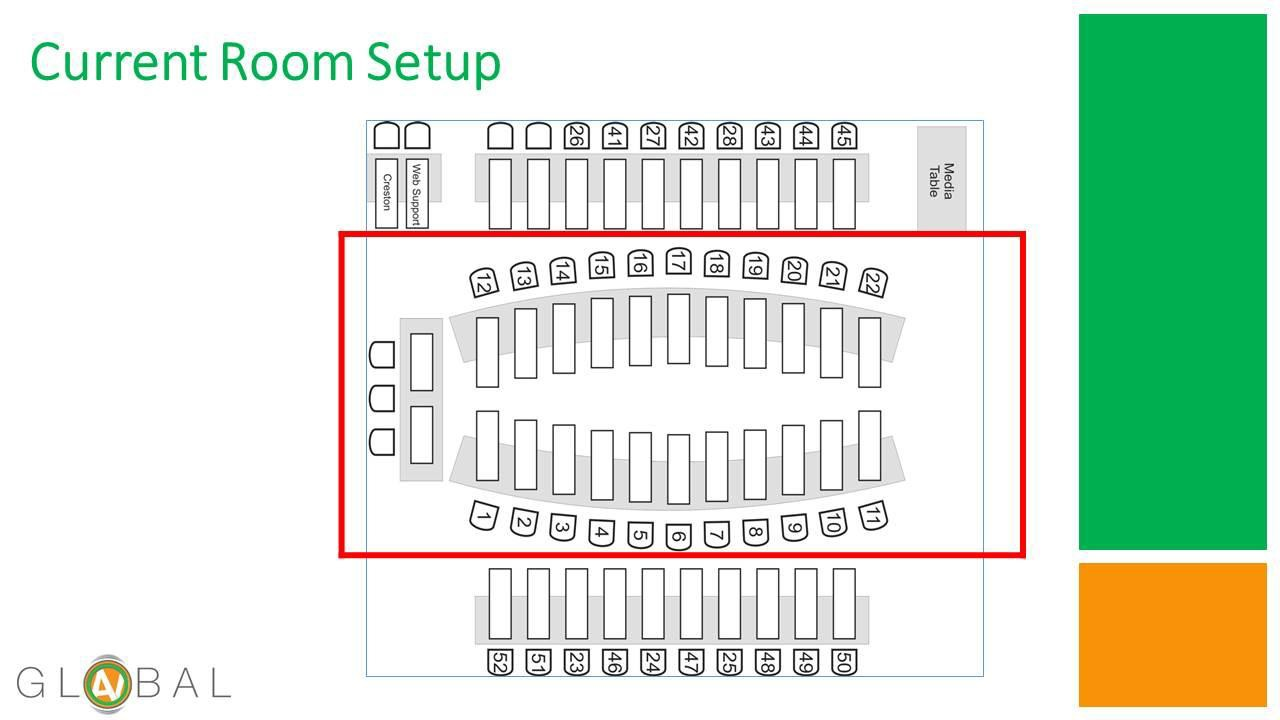 Current Room Setup
26 41 27 42 28 43 44 45
Creston
Web Support
Media
Table
12 13 14 15 16 17 18 19 20 21 22
1 2 3 4 5 6 7 8 9 10 11
52 51 23 46 24 47 25 48 49 50
GLAVBAL